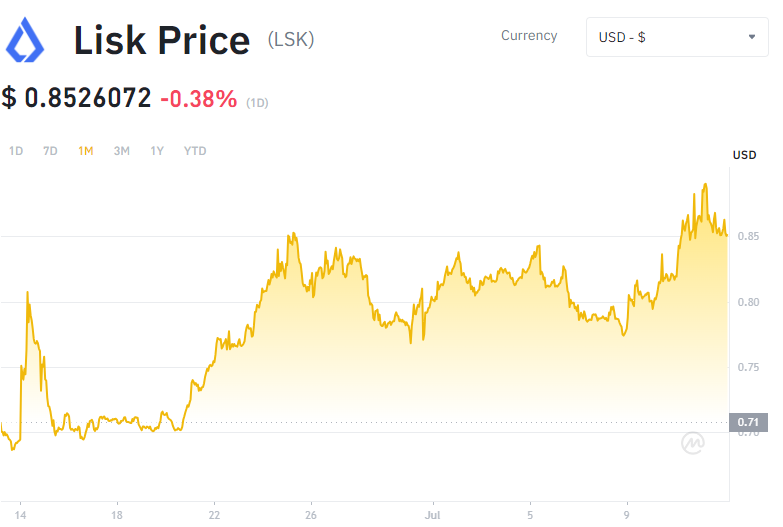 Lisk Price (LSK)
Currency
USD - $
$ 0.8526072 -0.38% (1D)
1D 7D 1M 3M 1Y YTD
USD
0.85
0.80
0.75
0.71
0.70
14 18 22 26 Jul 5 9